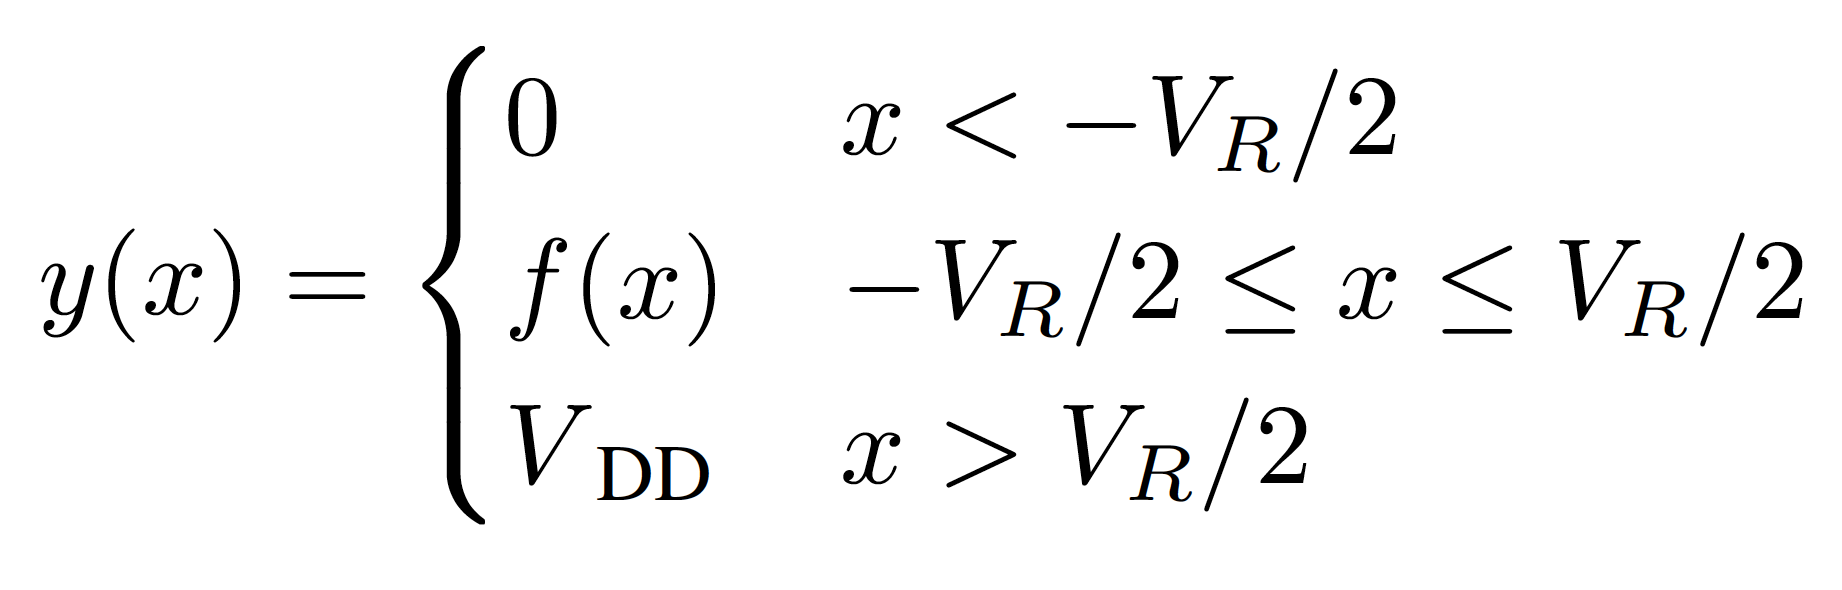 0 x < −V_R/2
y(x) = { f(x) −V_R/2 ≤ x ≤ V_R/2
V_DD x > V_R/2